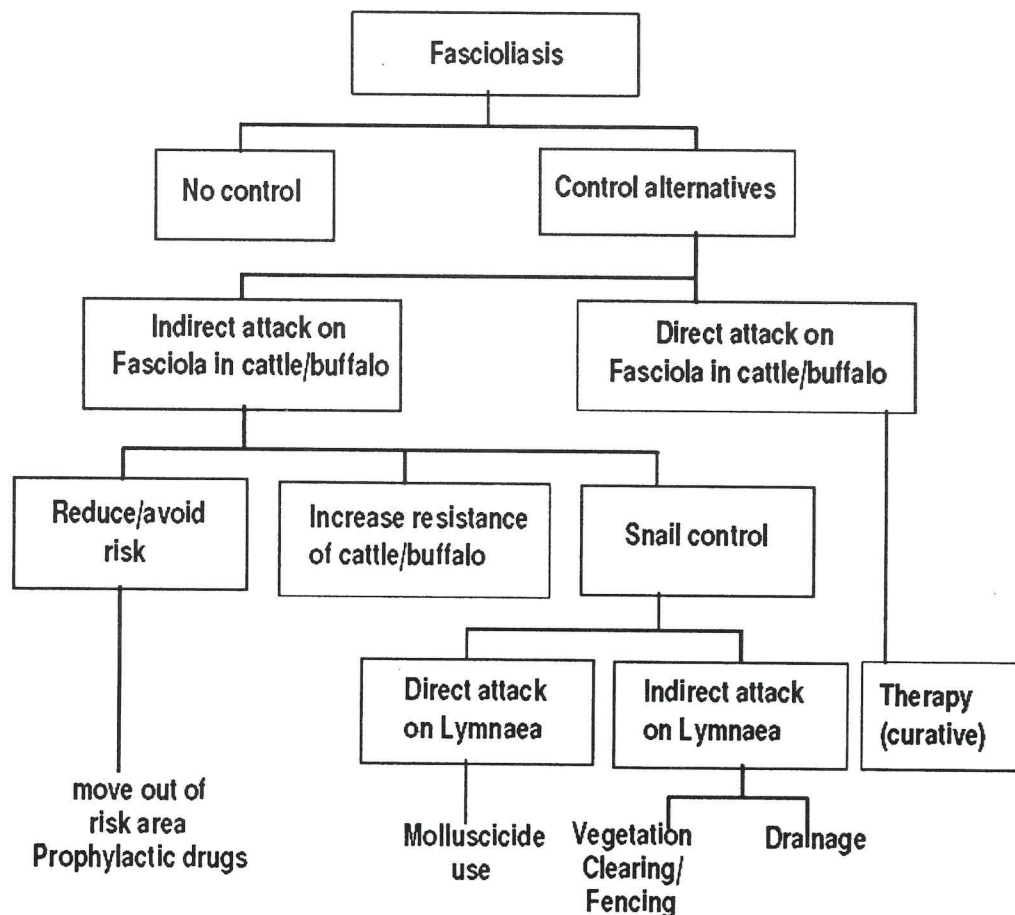 Fascioliasis
No control
Control alternatives
Indirect attack on
Fasciola in cattle/buffalo
Direct attack on
Fasciola in cattle/buffalo
Reduce/avoid
risk
Increase resistance
of cattle/buffalo
Snail control
Direct attack
on Lymnaea
Indirect attack
on Lymnaea
Therapy
(curative)
move out of
risk area
Prophylactic drugs
Molluscicide
use
Vegetation
Clearing/
Fencing
Drainage